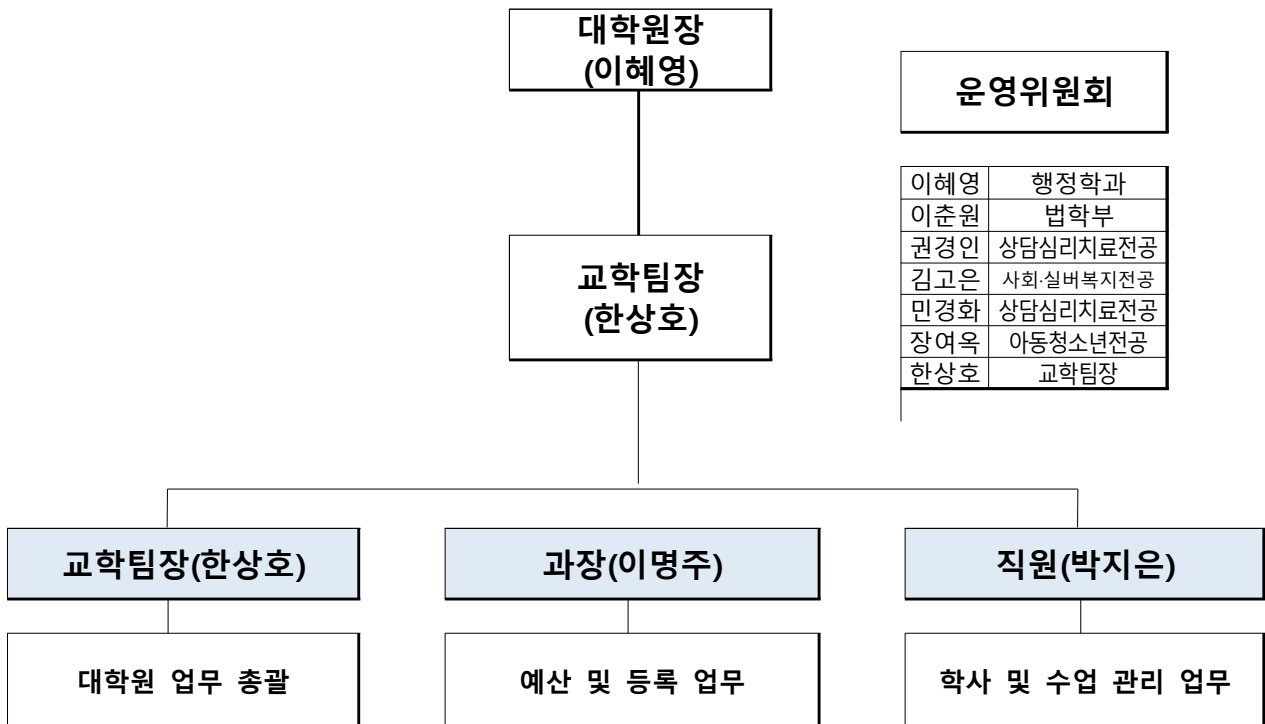 대학원장
(이혜영)
운영위원회
이혜영 행정학과
이춘원 법학부
권경인 상담심리치료전공
김고은 사회·실버복지전공
민경화 상담심리치료전공
장여옥 아동청소년전공
한상호 교학팀장
교학팀장
(한상호)
교학팀장(한상호) 과장(이명주) 직원(박지은)
대학원 업무 총괄 예산 및 등록 업무 학사 및 수업 관리 업무